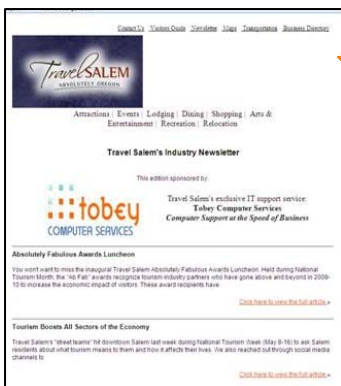 Contact Us Visitors Guide Newsletter Maps Transportation Business Directory
Travel SALEM
ABSOLUTELY OREGON
Attractions | Events | Lodging | Dining | Shopping | Arts &
Entertainment | Recreation | Relocation
Travel Salem's Industry Newsletter
This edition sponsored by:
tobey
COMPUTER SERVICES
Travel Salem's exclusive IT support service:
Tobey Computer Services
Computer Support at the Speed of Business
Absolutely Fabulous Awards Luncheon
You won't want to miss the inaugural Travel Salem Absolutely Fabulous Awards Luncheon. Held during National
Tourism Month, the "Ab Fab" awards recognize tourism industry partners who have gone above and beyond in 2009-
10 to increase the economic impact of visitors. These award recipients have
Click here to view the full article »
Tourism Boosts All Sectors of the Economy
Travel Salem's "street teams" hit downtown Salem last week during National Tourism Week (May 8-16) to ask Salem
residents about what tourism means to them and how it affects their lives. We also reached out through social media
channels to
Click here to view the full article »